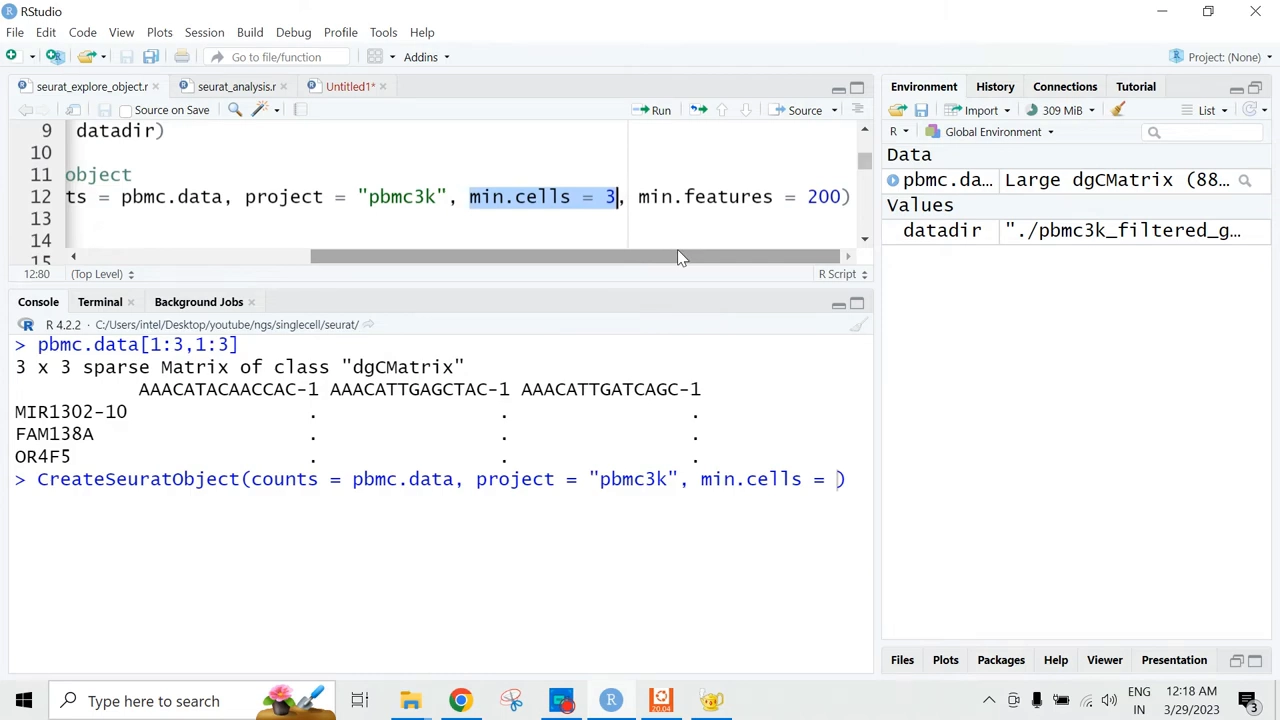 RStudio
File Edit Code View Plots Session Build Debug Profile Tools Help
Go to file/function Addins Project: (None)
seurat_explore_object.r seurat_analysis.r Untitled1*
Source on Save Run Source
9 datadir)
10
11 object
12 ts = pbmc.data, project = "pbmc3k", min.cells = 3, min.features = 200)
13
14
15
12:80 (Top Level) R Script
Console Terminal Background Jobs
R 4.2.2 · C:/Users/intel/Desktop/youtube/ngs/singlecell/seurat/
> pbmc.data[1:3,1:3]
3 x 3 sparse Matrix of class "dgCMatrix"
AAACATACAACCAC-1 AAACATTGAGCTAC-1 AAACATTGATCAGC-1
MIR1302-10 . . .
FAM138A . . .
OR4F5 . . .
> CreateSeuratObject(counts = pbmc.data, project = "pbmc3k", min.cells = )
Environment History Connections Tutorial
Import 309 MiB List
R Global Environment
Data
pbmc.da… Large dgCMatrix (88…
Values
datadir "./pbmc3k_filtered_g…
Files Plots Packages Help Viewer Presentation
Type here to search
20.04
ENG
IN
12:18 AM
3/29/2023
3